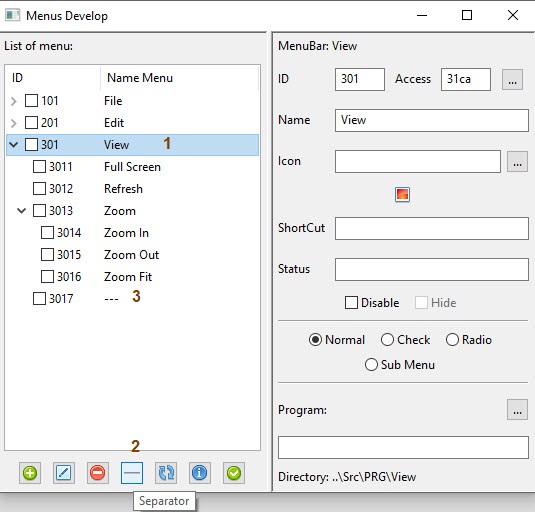 Menus Develop
List of menu:
ID Name Menu
101 File
201 Edit
301 View 1
3011 Full Screen
3012 Refresh
3013 Zoom
3014 Zoom In
3015 Zoom Out
3016 Zoom Fit
3017 --- 3
2
Separator
MenuBar: View
ID 301 Access 31ca ...
Name View
Icon ...
ShortCut
Status
Disable Hide
Normal Check Radio
Sub Menu
Program: ...
Directory: ..\Src\PRG\View